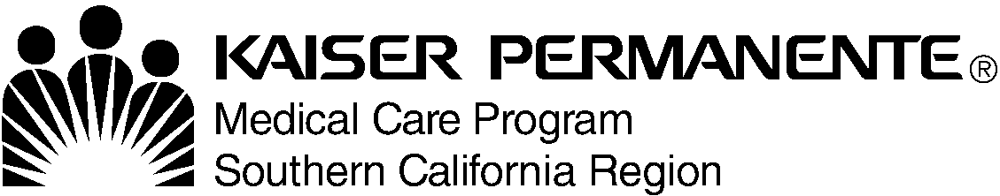 KAISER PERMANENTE®
Medical Care Program
Southern California Region